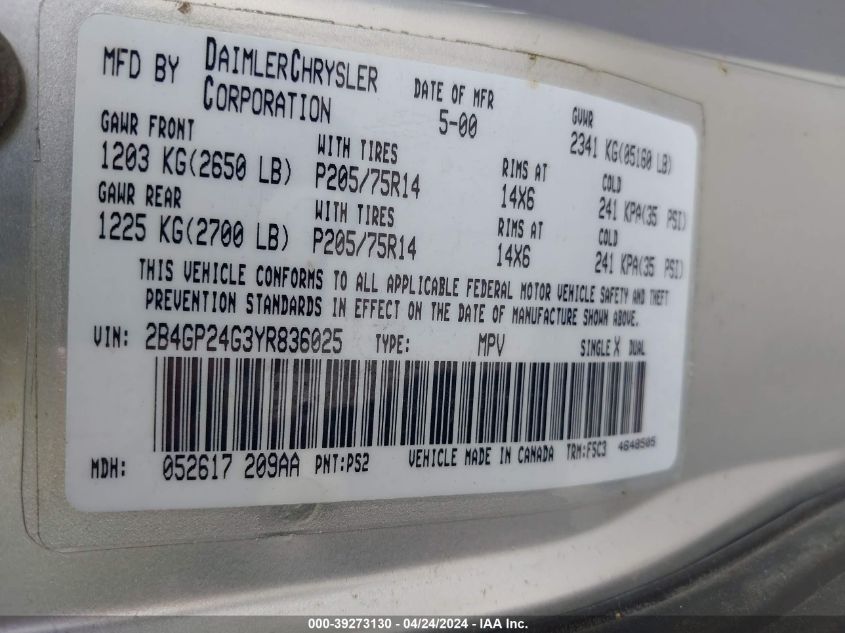 MFD BY DAIMLERCHRYSLER CORPORATION DATE OF MFR 5-00 GVWR 2341 KG(05160 LB)
GAWR FRONT WITH TIRES RIMS AT COLD
1203 KG(2650 LB) P205/75R14 14X6 241 KPA(35 PSI)
GAWR REAR WITH TIRES RIMS AT COLD
1225 KG(2700 LB) P205/75R14 14X6 241 KPA(35 PSI)
THIS VEHICLE CONFORMS TO ALL APPLICABLE FEDERAL MOTOR VEHICLE SAFETY AND THEFT
PREVENTION STANDARDS IN EFFECT ON THE DATE OF MANUFACTURE SHOWN ABOVE.
VIN: 2B4GP24G3YR836025 TYPE: MPV SINGLE X DUAL
MDH: 052617 209AA PNT:PS2 VEHICLE MADE IN CANADA TRM:F5C3 4648505
000-39273130 - 04/24/2024 - IAA Inc.